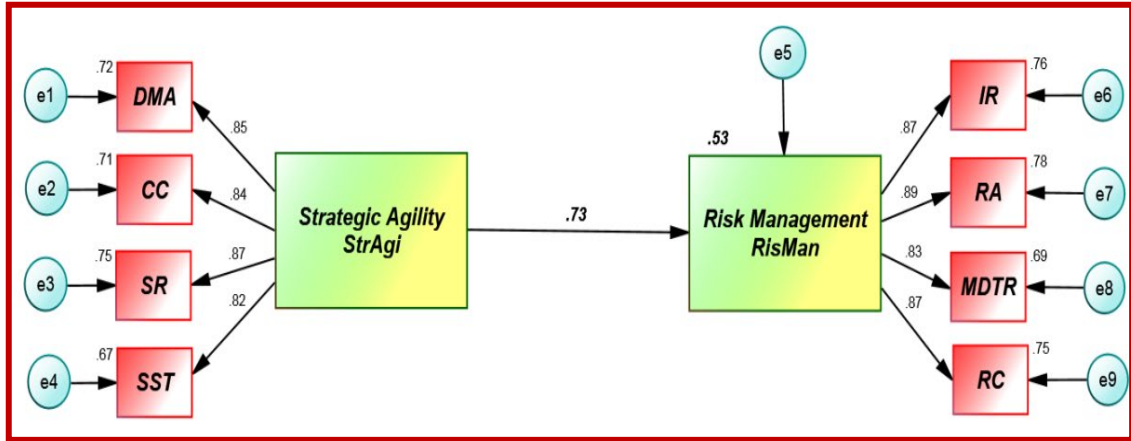 e1
.72
DMA
.85
e2
.71
CC
.84
e3
.75
SR
.87
e4
.67
SST
.82
Strategic Agility
StrAgi
.73
e5
.53
Risk Management
RisMan
.87
IR
.76
e6
.89
RA
.78
e7
.83
MDTR
.69
e8
.87
RC
.75
e9